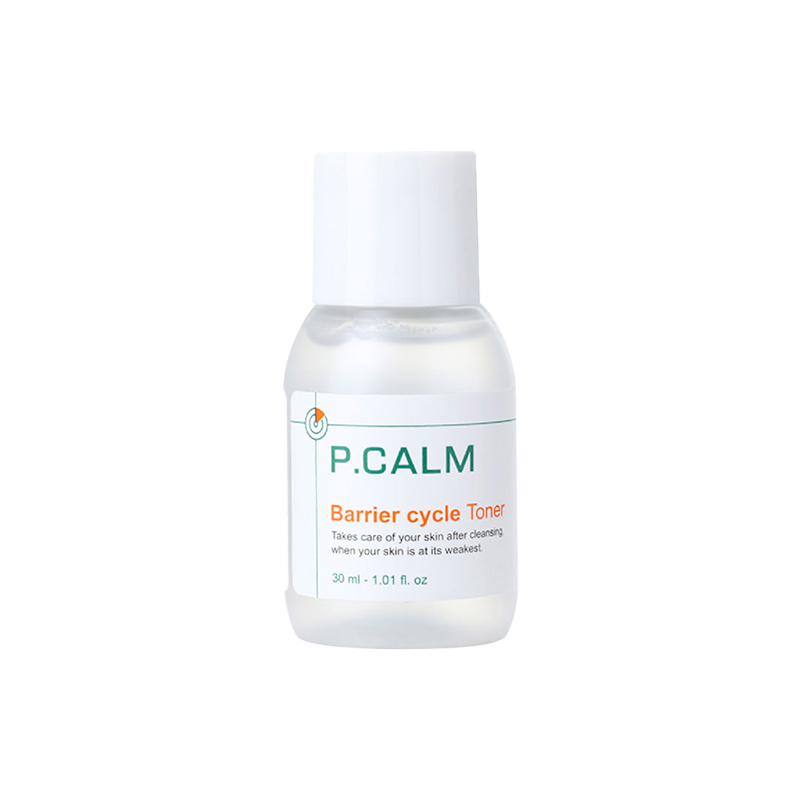 P.CALM
Barrier cycle Toner
Takes care of your skin after cleansing,
when your skin is at its weakest.
30 ml - 1.01 fl. oz